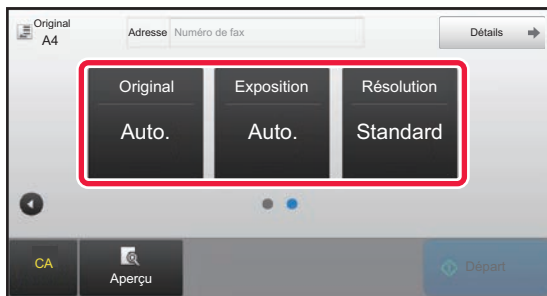 Original
A4
Adresse Numéro de fax
Détails
Original Exposition Résolution
Auto. Auto. Standard
CA
Aperçu
Départ